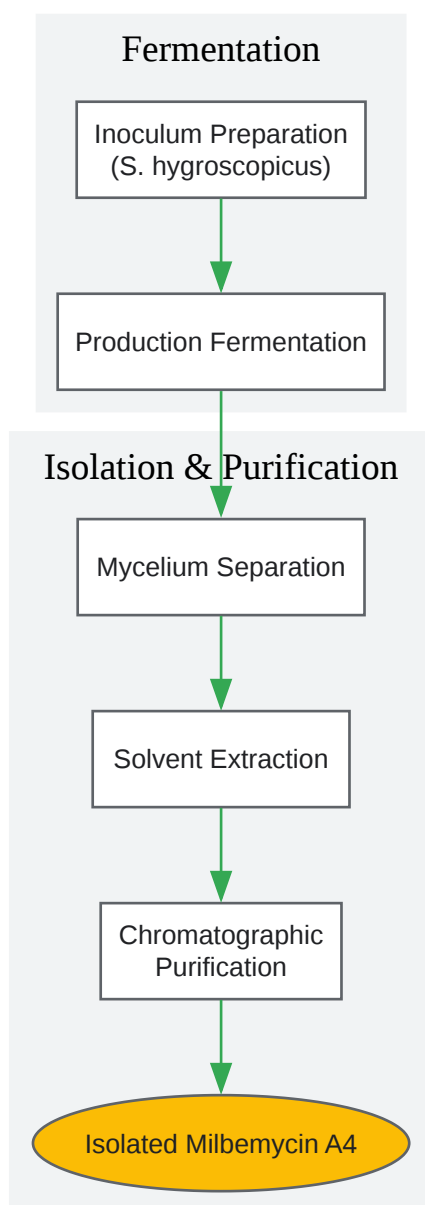 Fermentation
Inoculum Preparation
(S. hygroscopicus)
Production Fermentation
Isolation & Purification
Mycelium Separation
Solvent Extraction
Chromatographic
Purification
Isolated Milbemycin A4